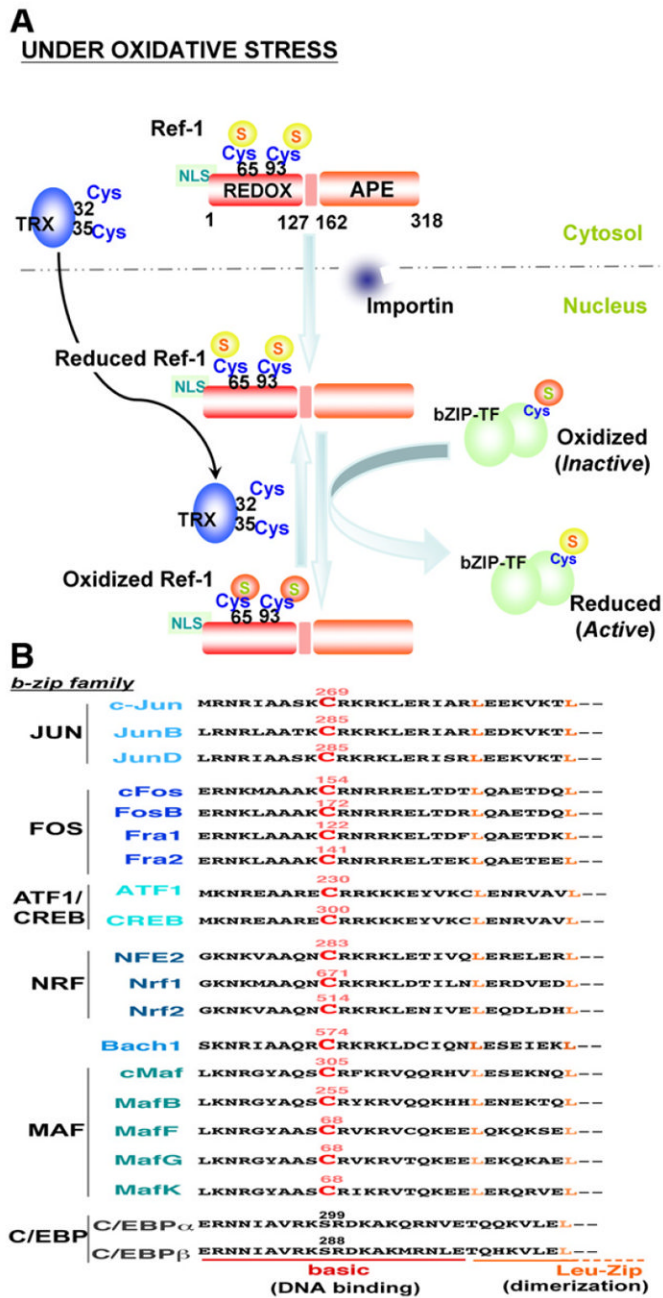 A
UNDER OXIDATIVE STRESS
Ref-1
S S
Cys Cys
65 93
NLS
REDOX APE
1 127 162 318
Cys
32
TRX
35 Cys
Cytosol
Importin
Nucleus
Reduced Ref-1
S S
Cys Cys
65 93
NLS
S
Cys
bZIP-TF
Oxidized
(Inactive)
Cys
32
TRX
35 Cys
S
Cys
bZIP-TF
Reduced
(Active)
Oxidized Ref-1
S S
Cys Cys
65 93
NLS
B
b-zip family
JUN
269
c-Jun MRNRIAASKCRKRKLERIARLEEKVKTL--
285
JunB LRNRLAATKCRKRKLERIARLEDKVKTL--
285
JunD LRNRIAASKCRKRKLERISRLEEKVKTL--
FOS
154
cFos ERNKMAAAKCRNRRRELTDTLQAETDQL--
172
FosB ERNKLAAAKCRNRRRELTDRLQAETDQL--
122
Fra1 ERNKLAAAKCRNRRKELTDFLQAETDKL--
141
Fra2 ERNKLAAAKCRNRRRELTEKLQAETEEL--
ATF1/
CREB
230
ATF1 MKNREAARECRRKKKEYVKCLENRVAVL--
300
CREB MKNREAARECRRKKKEYVKCLENRVAVL--
NRF
283
NFE2 GKNKVAAQNCRKRKLETIVQLERELERL--
671
Nrf1 GKNKMAAQNCRKRKLDTILNLERDVEDL--
514
Nrf2 GKNKVAAQNCRKRKLENIVELEQDLDHL--
574
Bach1 SKNRIAAQRCRKRKLDCIQNLESEIEKL--
MAF
305
cMaf LKNRGYAQSCRFKRVQQRHVLESEKNQL--
255
MafB LKNRGYAQSCRYKRVQQKHHLENEKTQL--
68
MafF LKNRGYAASCRVKRVCQKEELQKQKSEL--
68
MafG LKNRGYAASCRVKRVTQKEELEKQKAEL--
68
MafK LKNRGYAASCRIKRVTQKEELERQRVEL--
C/EBP
299
C/EBPα ERNNIAVRKSRDKAKQRNVETQQKVLEL--
288
C/EBPβ ERNNIAVRKSRDKAKMRNLETQHKVLEL--
basic Leu-Zip
(DNA binding) (dimerization)